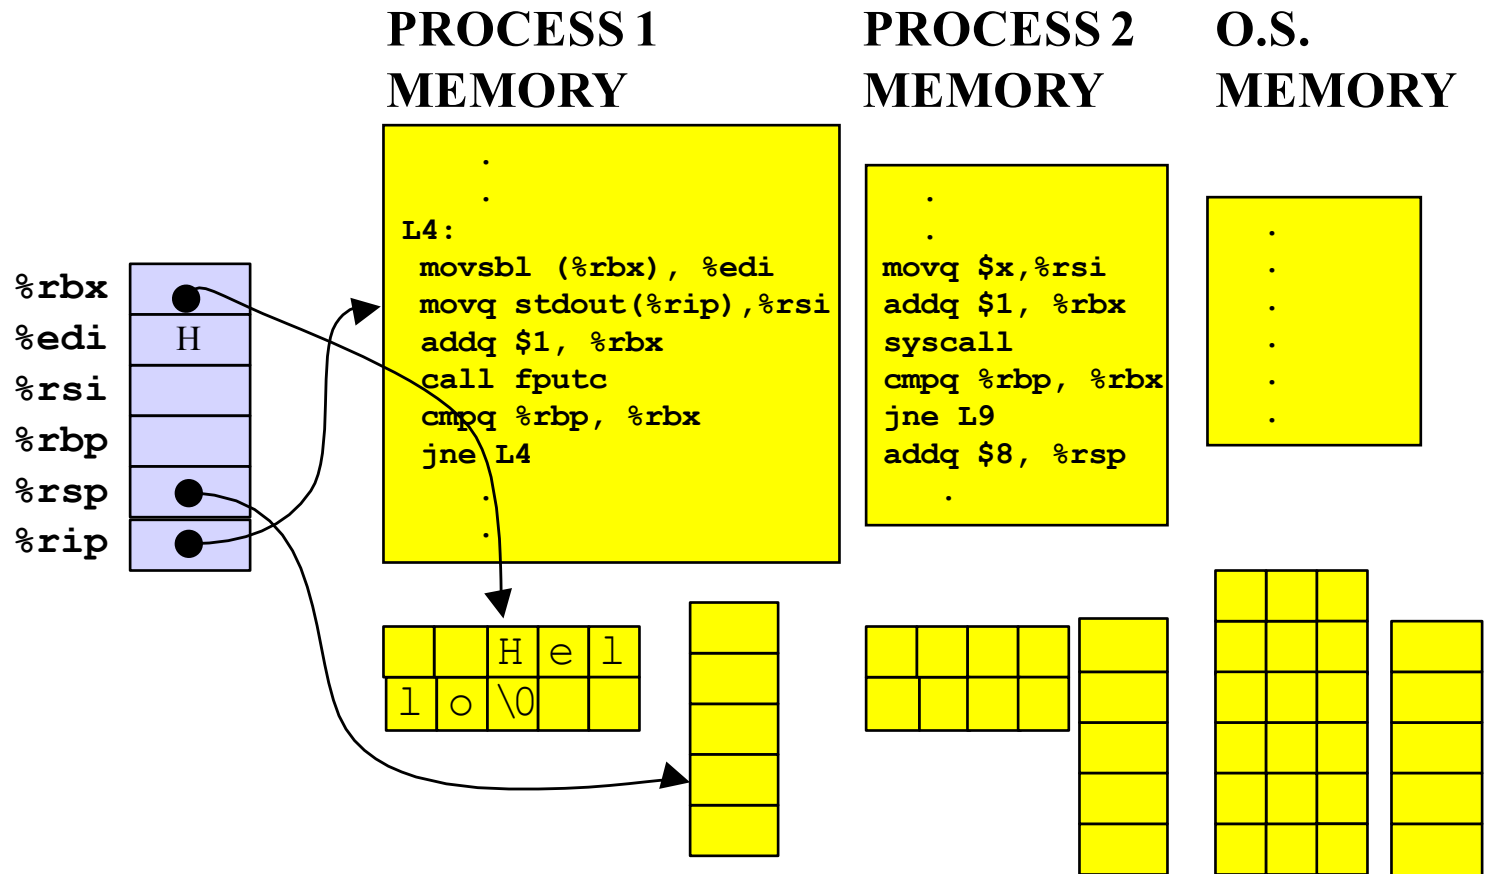 PROCESS 1
MEMORY
PROCESS 2
MEMORY
O.S.
MEMORY
%rbx
%edi
H
%rsi
%rbp
%rsp
%rip
.
.
L4:
movsbl (%rbx), %edi
movq stdout(%rip),%rsi
addq $1, %rbx
call fputc
cmpq %rbp, %rbx
jne L4
.
.
.
.
movq $x,%rsi
addq $1, %rbx
syscall
cmpq %rbp, %rbx
jne L9
addq $8, %rsp
.
.
.
.
.
.
.
H e l
l o \0